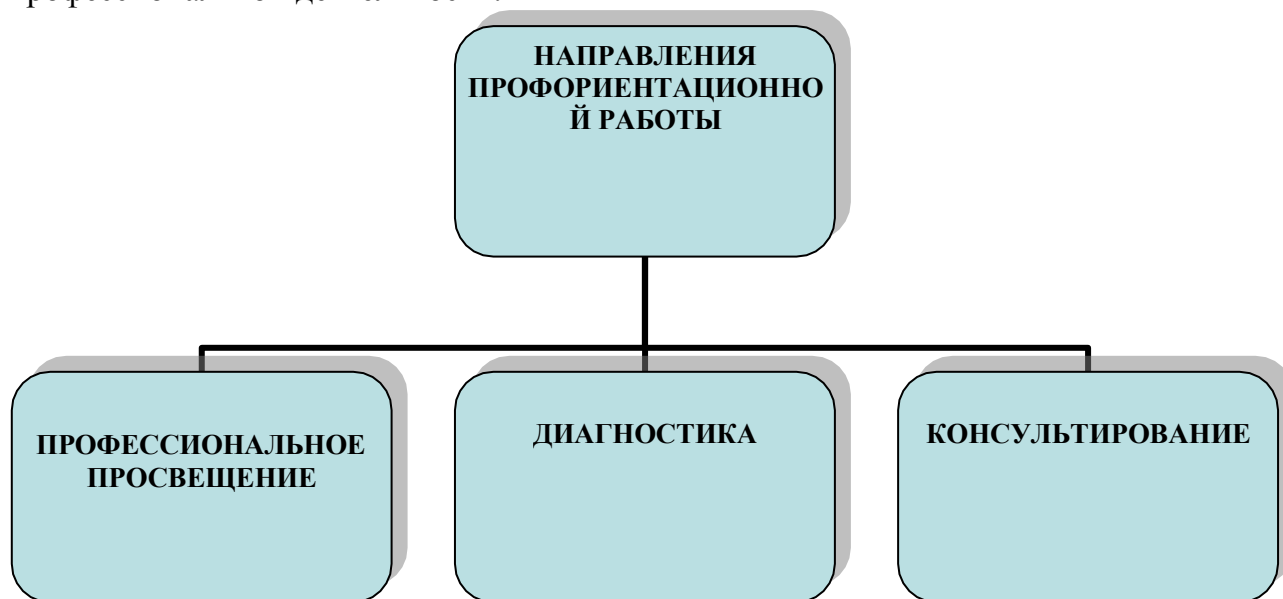 НАПРАВЛЕНИЯ
ПРОФОРИЕНТАЦИОННО
Й РАБОТЫ
ПРОФЕССИОНАЛЬНОЕ
ПРОСВЕЩЕНИЕ
ДИАГНОСТИКА
КОНСУЛЬТИРОВАНИЕ